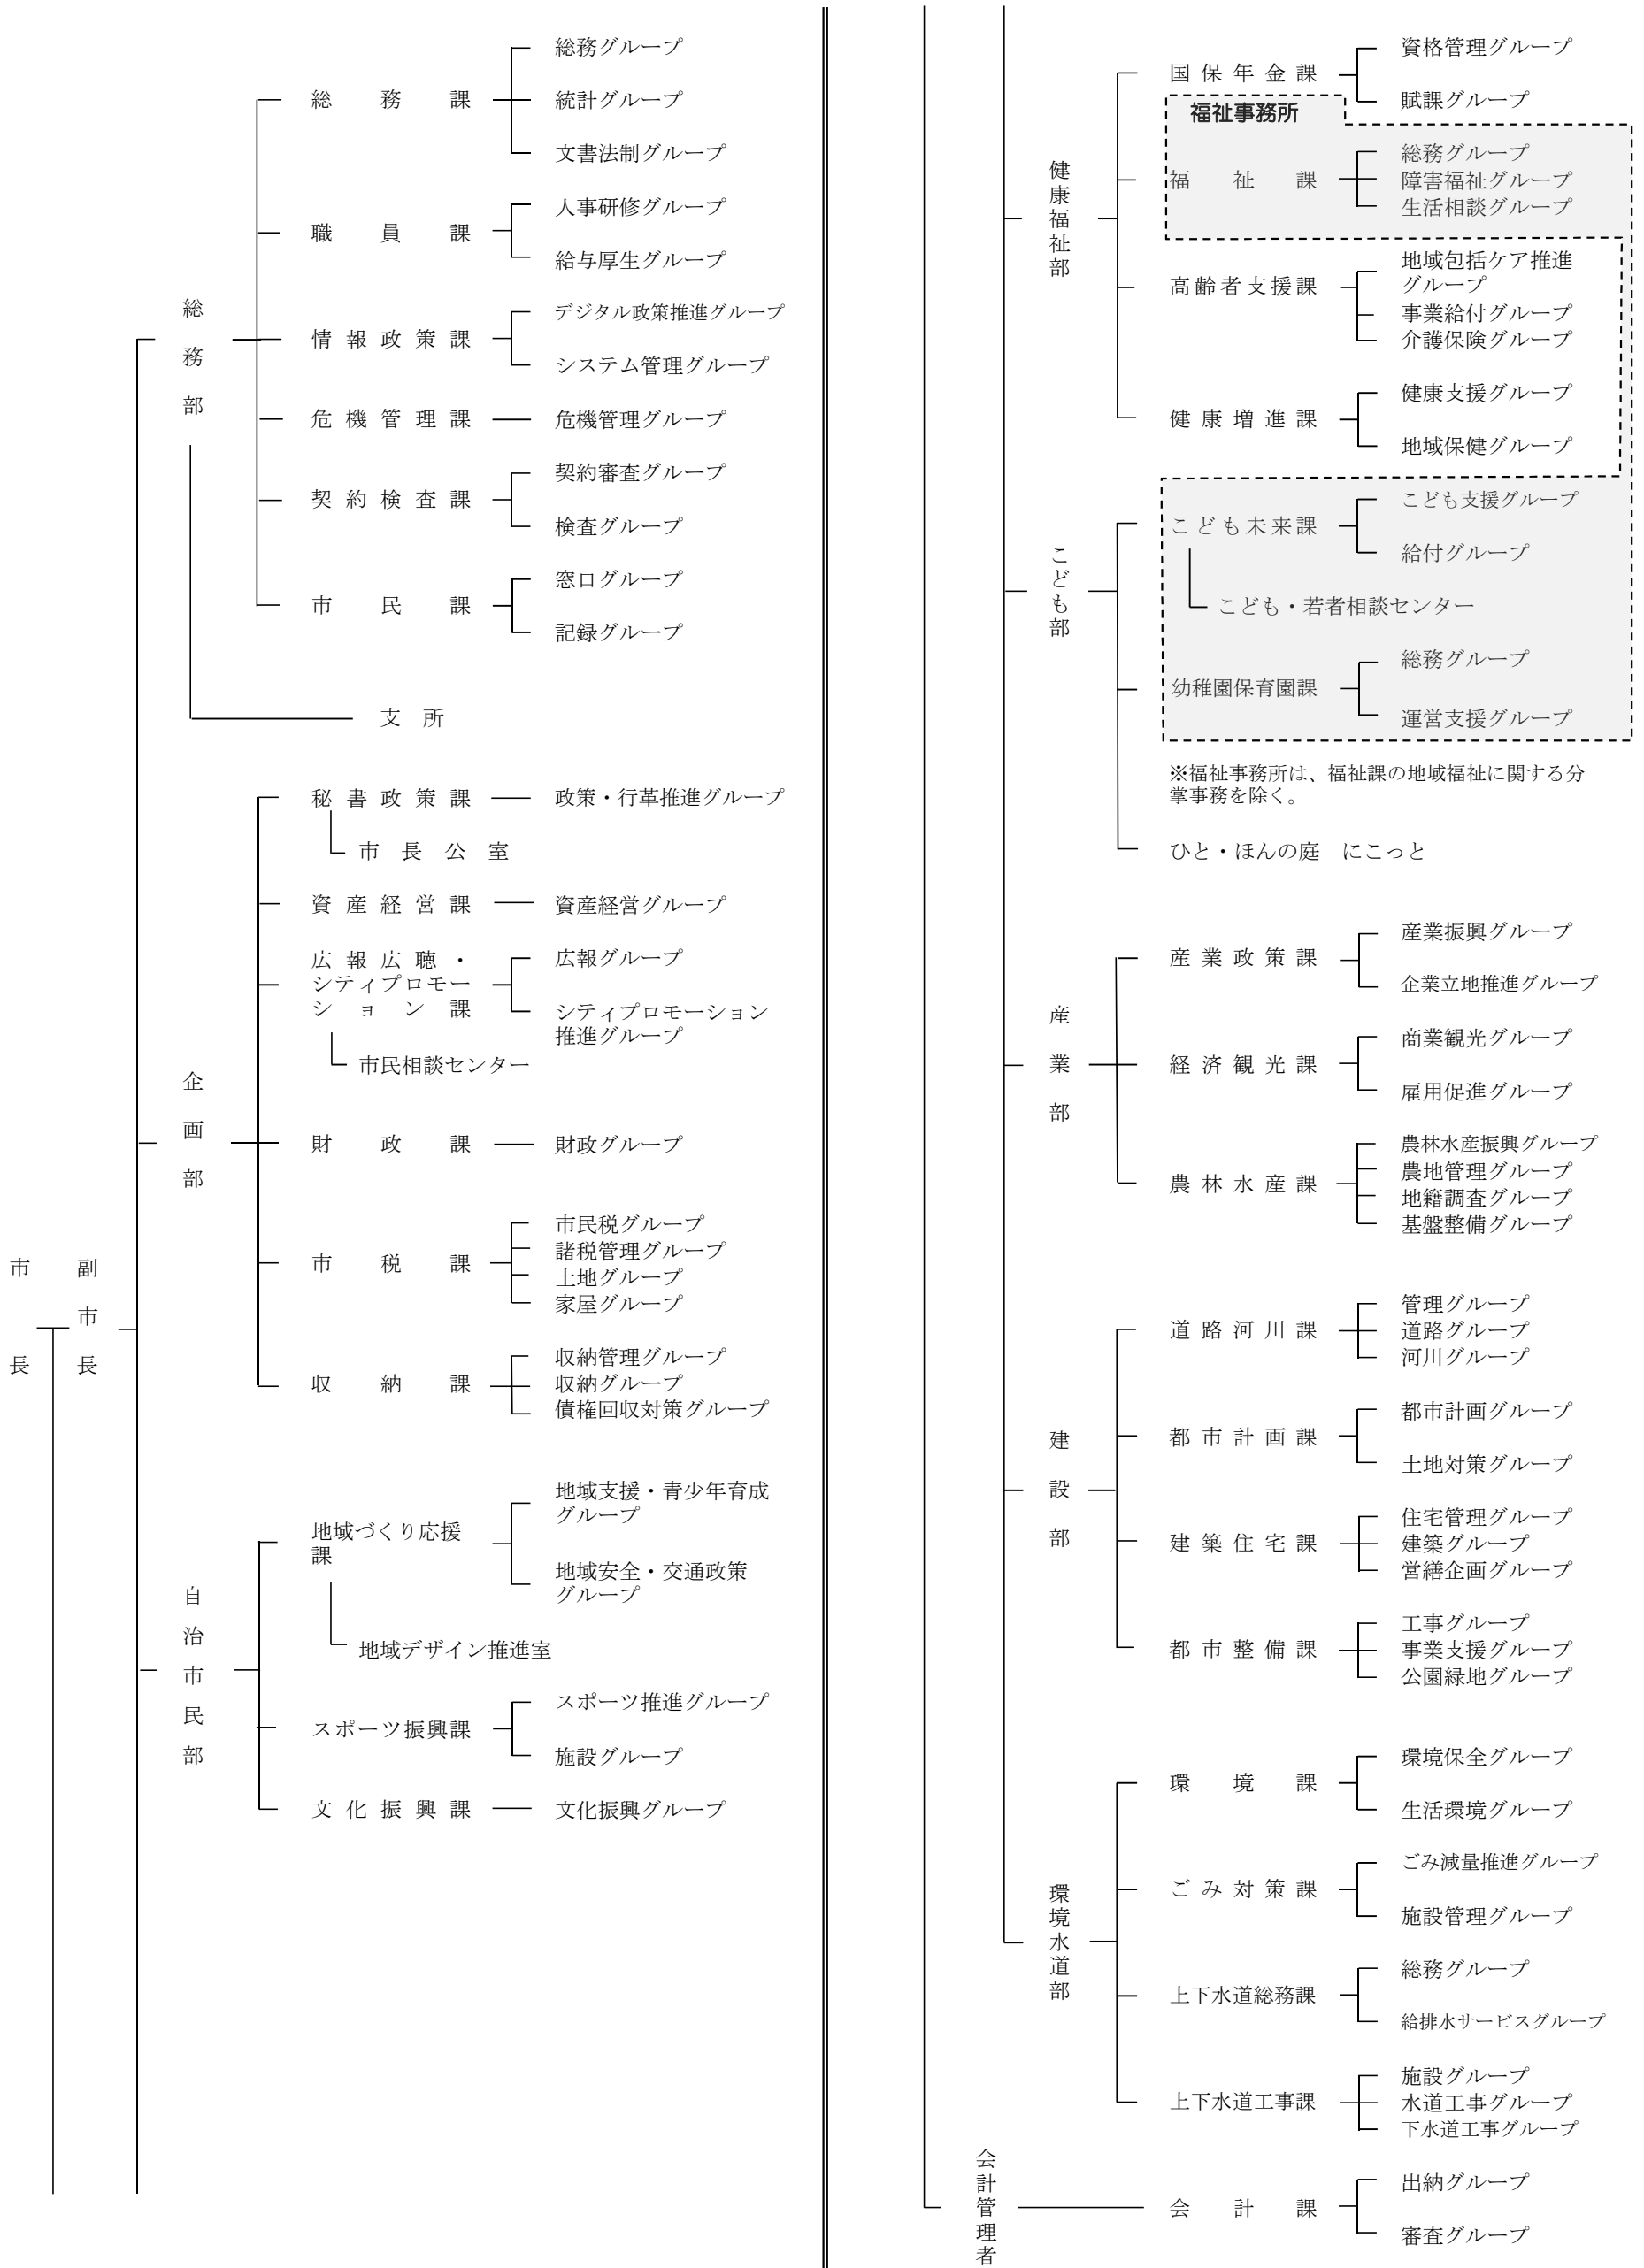 市長
副市長
総務部
総務課
総務グループ
統計グループ
文書法制グループ
職員課
人事研修グループ
給与厚生グループ
情報政策課
デジタル政策推進グループ
システム管理グループ
危機管理課
危機管理グループ
契約検査課
契約審査グループ
検査グループ
市民課
窓口グループ
記録グループ
支所
企画部
秘書政策課
政策・行革推進グループ
市長公室
資産経営課
資産経営グループ
広報広聴・
シティプロモー
ション課
広報グループ
シティプロモーション
推進グループ
市民相談センター
財政課
財政グループ
市税課
市民税グループ
諸税管理グループ
土地グループ
家屋グループ
収納課
収納管理グループ
収納グループ
債権回収対策グループ
自治市民部
地域づくり応援
課
地域支援・青少年育成
グループ
地域安全・交通政策
グループ
地域デザイン推進室
スポーツ振興課
スポーツ推進グループ
施設グループ
文化振興課
文化振興グループ
健康福祉部
国保年金課
資格管理グループ
賦課グループ
福祉事務所
福祉課
総務グループ
障害福祉グループ
生活相談グループ
高齢者支援課
地域包括ケア推進
グループ
事業給付グループ
介護保険グループ
健康増進課
健康支援グループ
地域保健グループ
こども部
こども未来課
こども支援グループ
給付グループ
こども・若者相談センター
幼稚園保育園課
総務グループ
運営支援グループ
※福祉事務所は、福祉課の地域福祉に関する分
掌事務を除く。
ひと・ほんの庭　にこっと
産業部
産業政策課
産業振興グループ
企業立地推進グループ
経済観光課
商業観光グループ
雇用促進グループ
農林水産課
農林水産振興グループ
農地管理グループ
地籍調査グループ
基盤整備グループ
建設部
道路河川課
管理グループ
道路グループ
河川グループ
都市計画課
都市計画グループ
土地対策グループ
建築住宅課
住宅管理グループ
建築グループ
営繕企画グループ
都市整備課
工事グループ
事業支援グループ
公園緑地グループ
環境水道部
環境課
環境保全グループ
生活環境グループ
ごみ対策課
ごみ減量推進グループ
施設管理グループ
上下水道総務課
総務グループ
給排水サービスグループ
上下水道工事課
施設グループ
水道工事グループ
下水道工事グループ
会計管理者
会計課
出納グループ
審査グループ